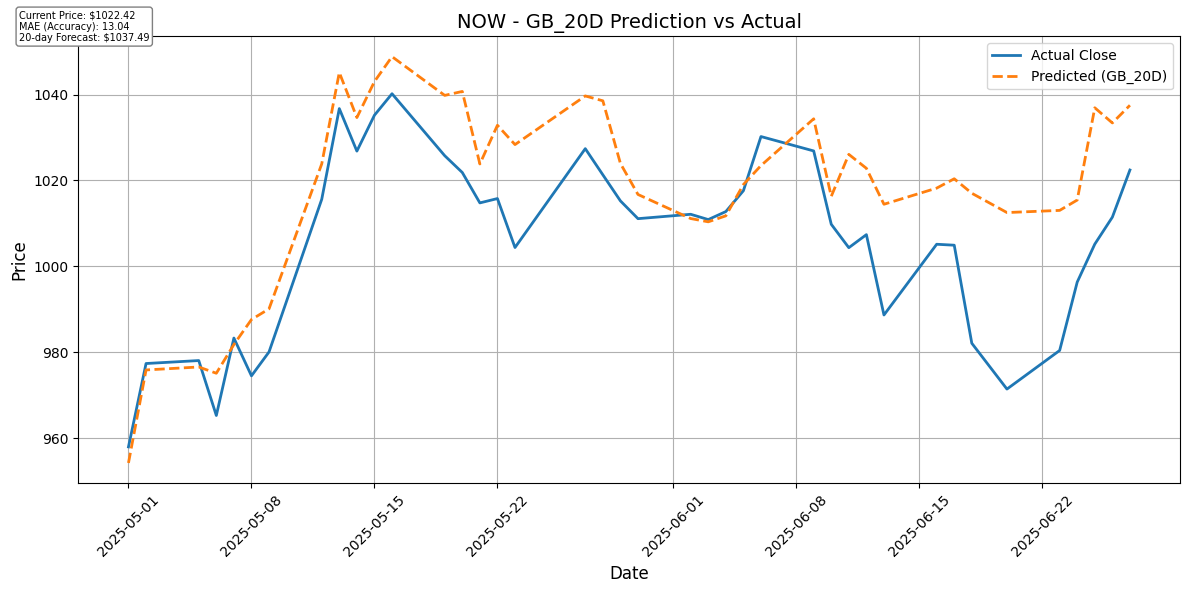 NOW - GB_20D Prediction vs Actual
Current Price: $1022.42
MAE (Accuracy): 13.04
20-day Forecast: $1037.49
Actual Close
Predicted (GB_20D)
Price
1040
1020
1000
980
960
2025-05-01
2025-05-08
2025-05-15
2025-05-22
2025-06-01
2025-06-08
2025-06-15
2025-06-22
Date